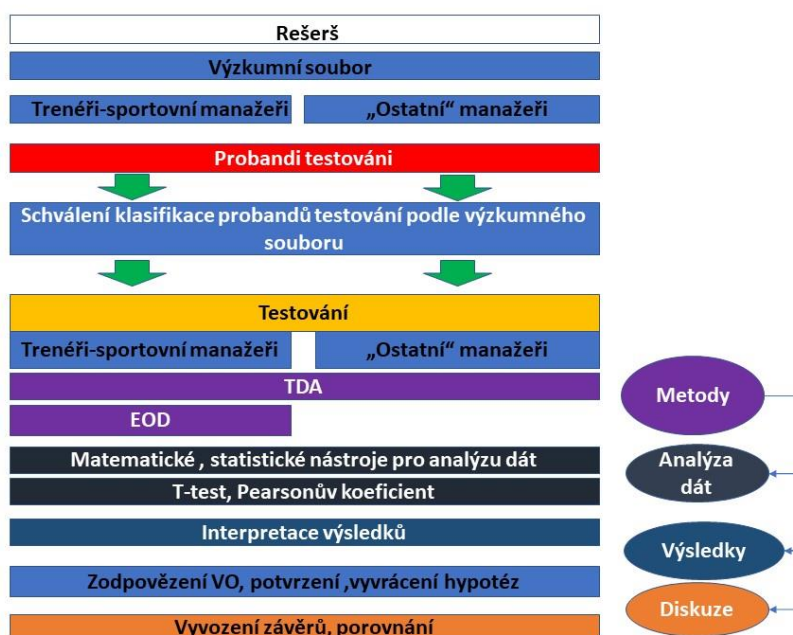 Rešerš
Výzkumní soubor
Trenéři-sportovní manažeři
„Ostatní“ manažeři
Probandi testováni
Schválení klasifikace probandů testování podle výzkumného
souboru
Testování
Trenéři-sportovní manažeři
„Ostatní“ manažeři
TDA
EOD
Matematické , statistické nástroje pro analýzu dát
T-test, Pearsonův koeficient
Interpretace výsledků
Zodpovězení VO, potvrzení ,vyvrácení hypotéz
Vyvození závěrů, porovnání
Metody
Analýza
dát
Výsledky
Diskuze